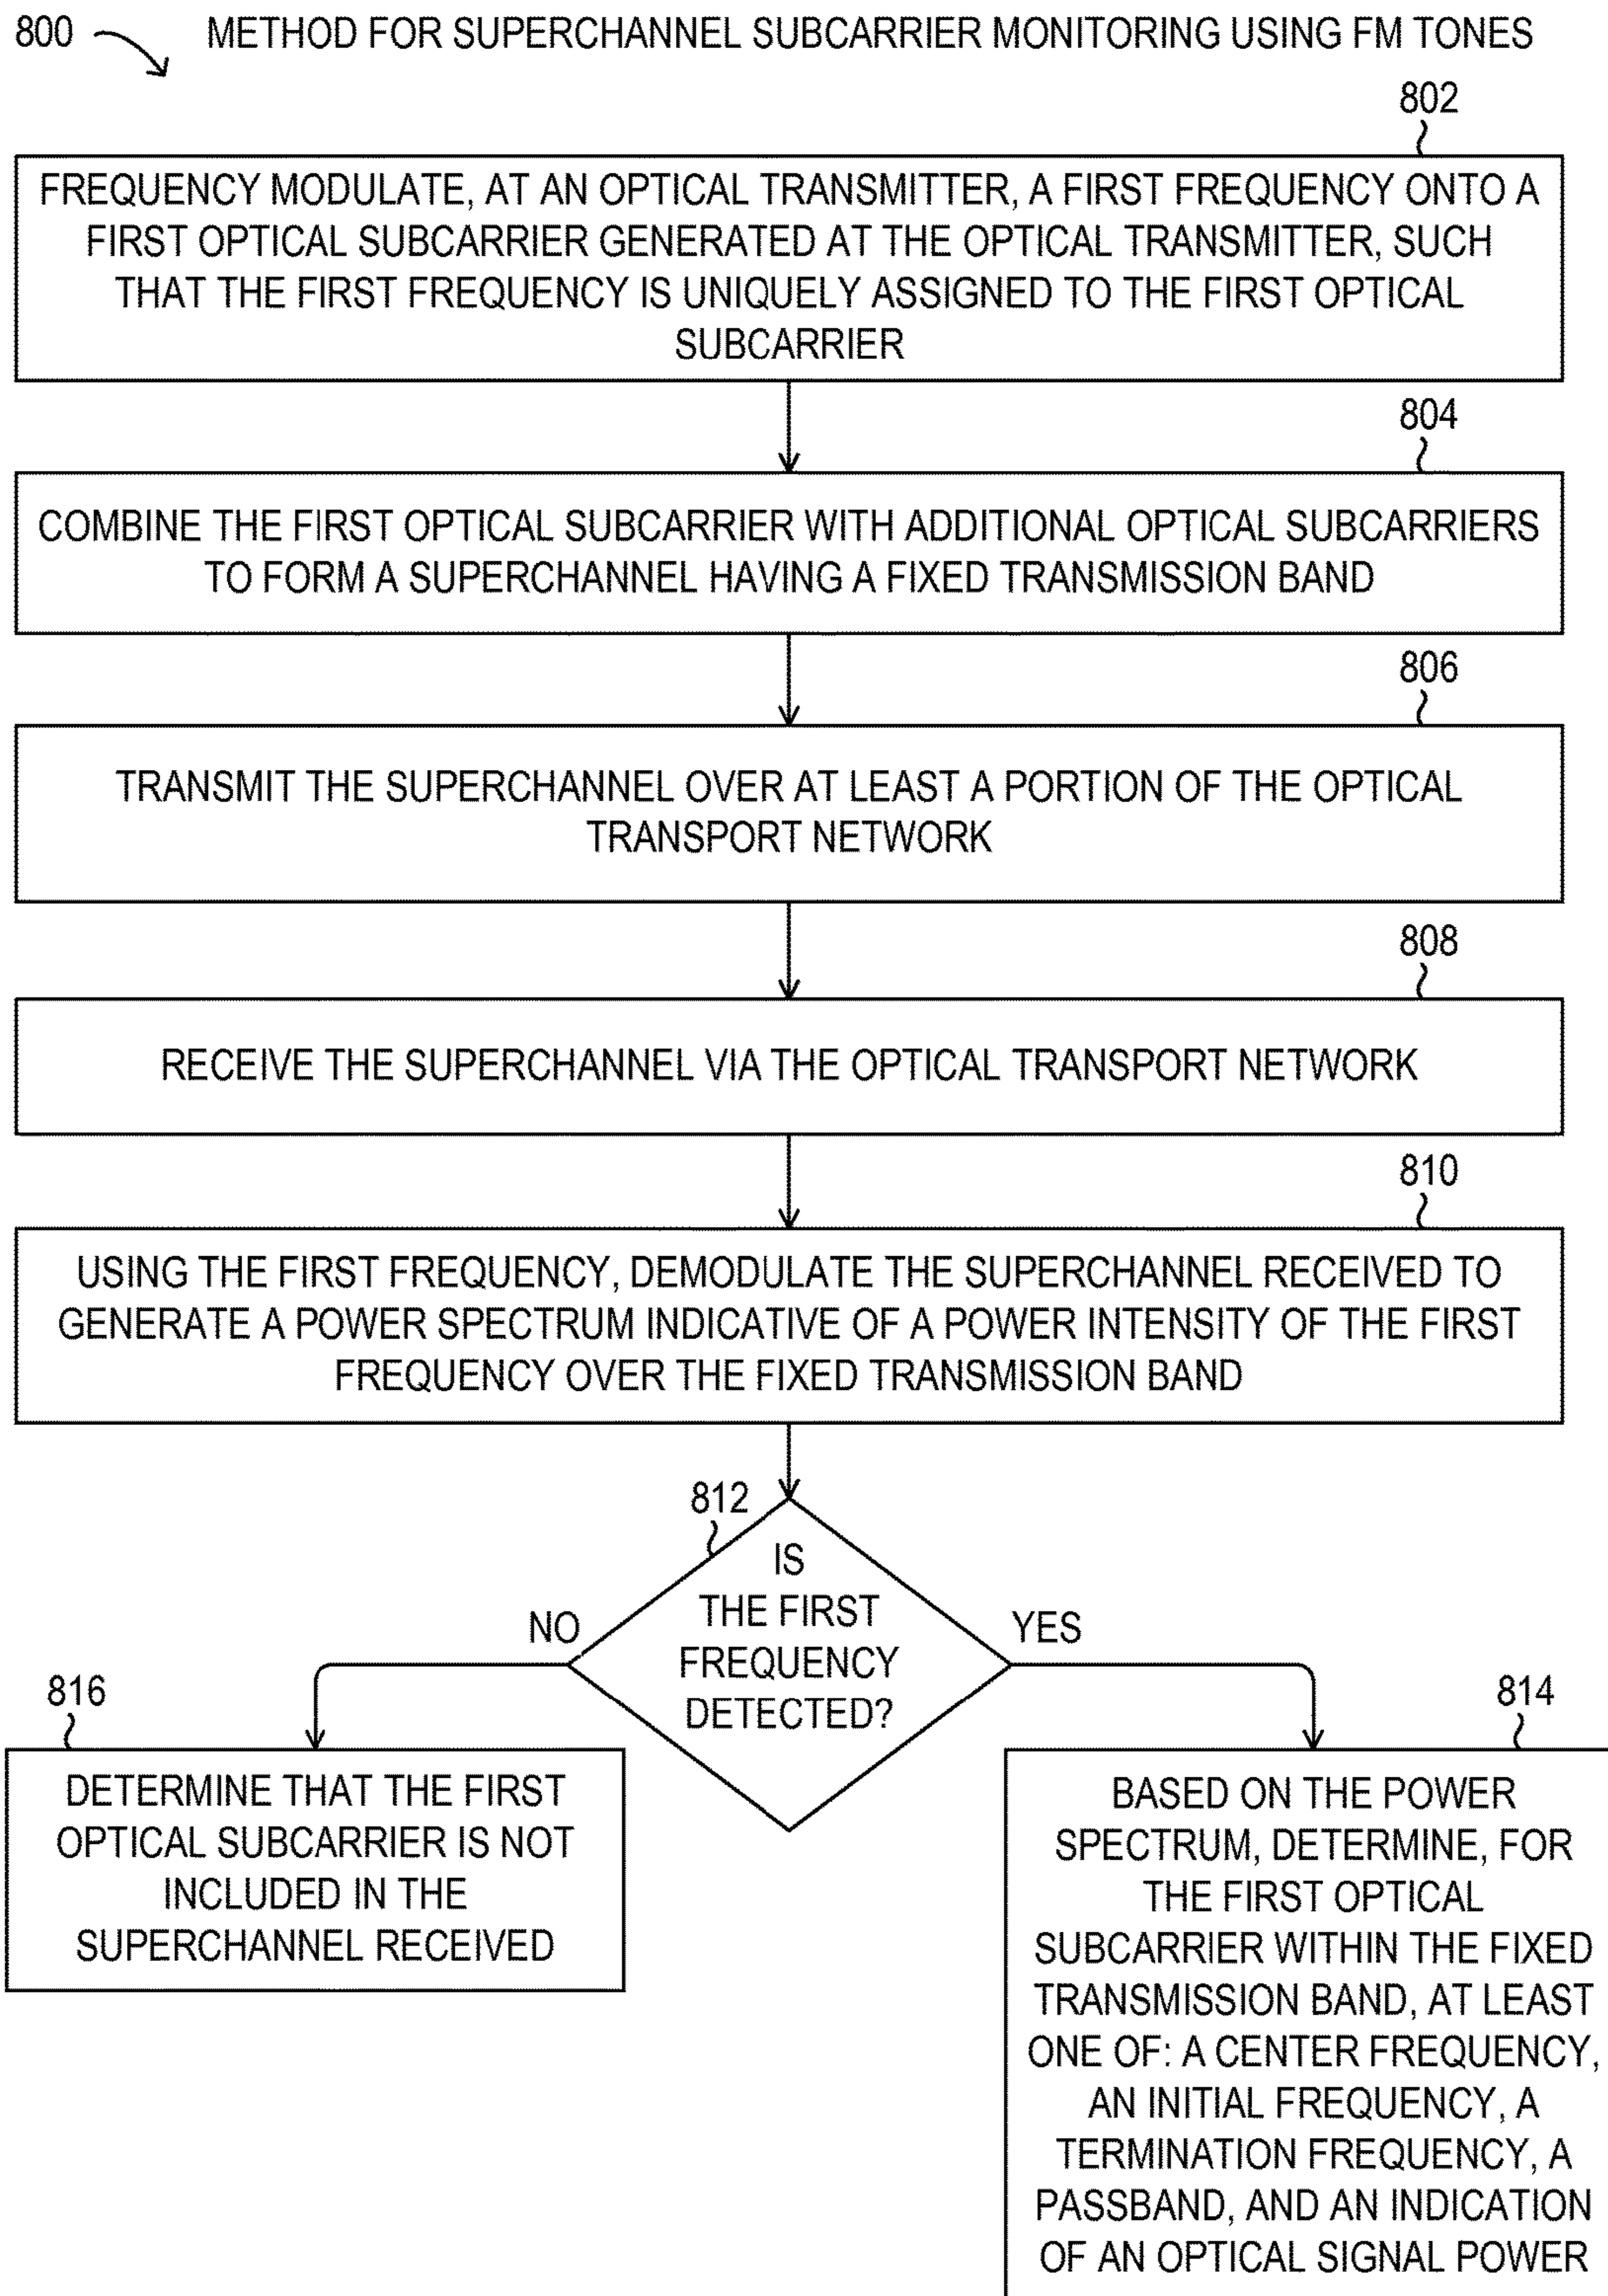 800
METHOD FOR SUPERCHANNEL SUBCARRIER MONITORING USING FM TONES
802
FREQUENCY MODULATE, AT AN OPTICAL TRANSMITTER, A FIRST FREQUENCY ONTO A
FIRST OPTICAL SUBCARRIER GENERATED AT THE OPTICAL TRANSMITTER, SUCH
THAT THE FIRST FREQUENCY IS UNIQUELY ASSIGNED TO THE FIRST OPTICAL
SUBCARRIER
804
COMBINE THE FIRST OPTICAL SUBCARRIER WITH ADDITIONAL OPTICAL SUBCARRIERS
TO FORM A SUPERCHANNEL HAVING A FIXED TRANSMISSION BAND
806
TRANSMIT THE SUPERCHANNEL OVER AT LEAST A PORTION OF THE OPTICAL
TRANSPORT NETWORK
808
RECEIVE THE SUPERCHANNEL VIA THE OPTICAL TRANSPORT NETWORK
810
USING THE FIRST FREQUENCY, DEMODULATE THE SUPERCHANNEL RECEIVED TO
GENERATE A POWER SPECTRUM INDICATIVE OF A POWER INTENSITY OF THE FIRST
FREQUENCY OVER THE FIXED TRANSMISSION BAND
812
IS
THE FIRST
FREQUENCY
DETECTED?
NO
YES
816
DETERMINE THAT THE FIRST
OPTICAL SUBCARRIER IS NOT
INCLUDED IN THE
SUPERCHANNEL RECEIVED
814
BASED ON THE POWER
SPECTRUM, DETERMINE, FOR
THE FIRST OPTICAL
SUBCARRIER WITHIN THE FIXED
TRANSMISSION BAND, AT LEAST
ONE OF: A CENTER FREQUENCY,
AN INITIAL FREQUENCY, A
TERMINATION FREQUENCY, A
PASSBAND, AND AN INDICATION
OF AN OPTICAL SIGNAL POWER